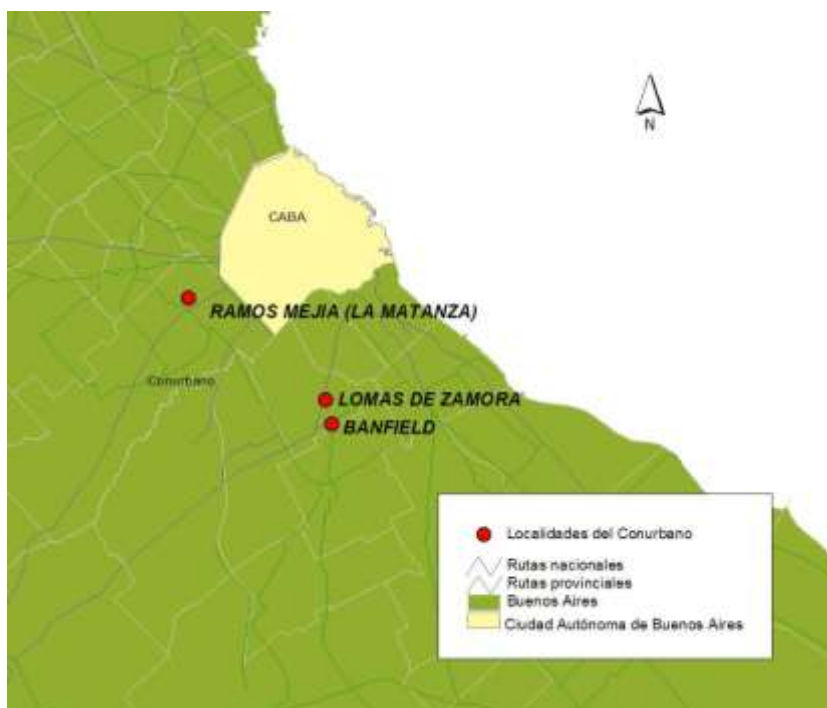 N
CABA
RAMOS MEJIA (LA MATANZA)
Conurbano
LOMAS DE ZAMORA
BANFIELD
Localidades del Conurbano
Rutas nacionales
Rutas provinciales
Buenos Aires
Ciudad Autónoma de Buenos Aires